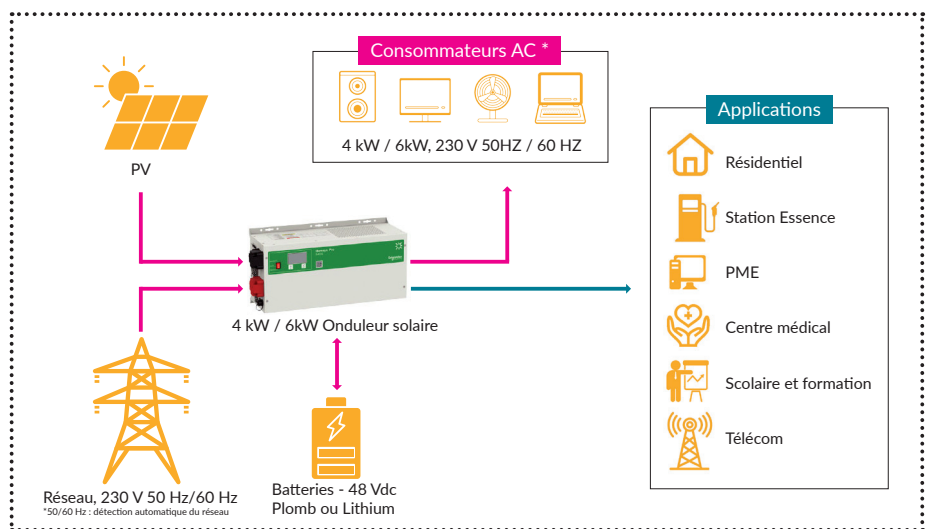 Consommateurs AC *
4 kW / 6kW, 230 V 50HZ / 60 HZ
PV
Applications
Résidentiel
Station Essence
PME
Centre médical
Scolaire et formation
Télécom
4 kW / 6kW Onduleur solaire
Réseau, 230 V 50 Hz/60 Hz
*50/60 Hz : détection automatique du réseau
Batteries - 48 Vdc
Plomb ou Lithium